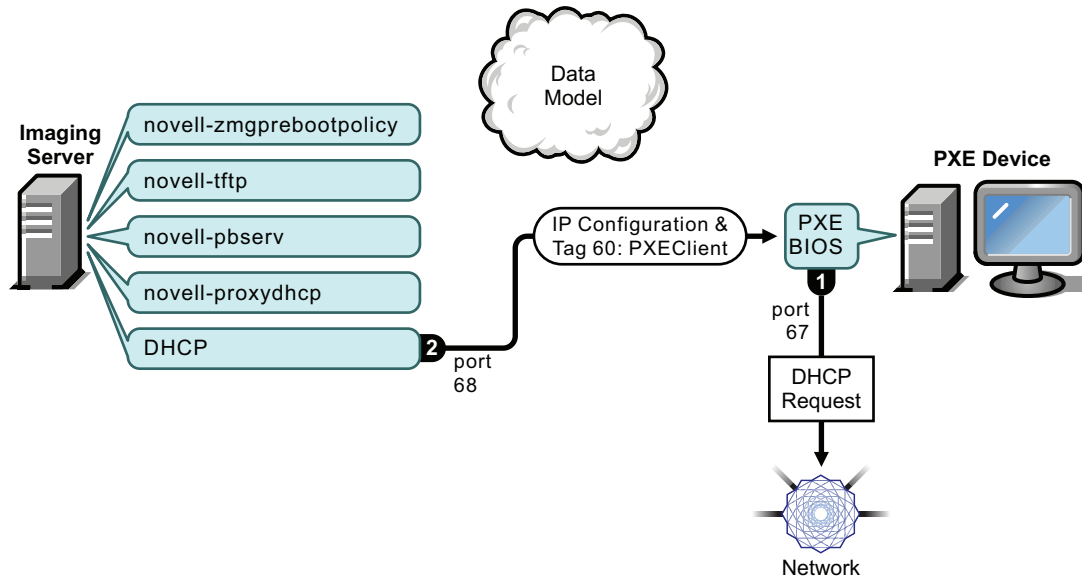 Data
Model
Imaging
Server
novell-zmgprebootpolicy
novell-tftp
novell-pbserv
novell-proxydhcp
DHCP
2
port
68
IP Configuration &
Tag 60: PXEClient
PXE
BIOS
PXE Device
1
port
67
DHCP
Request
Network